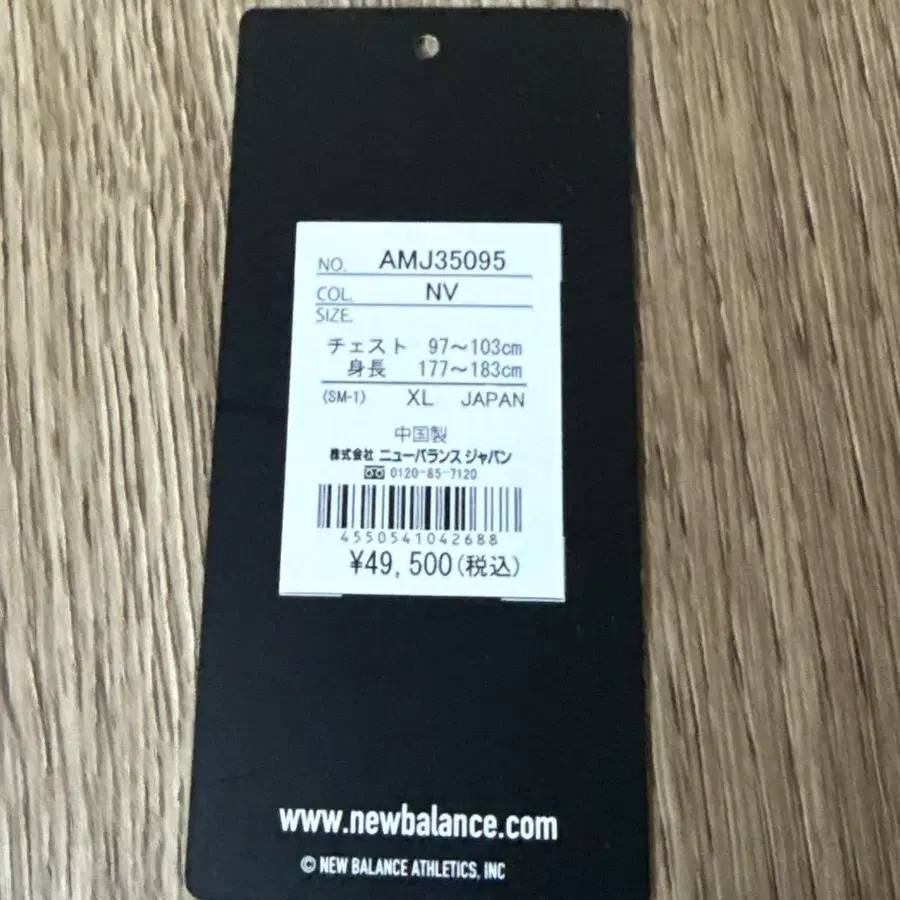 NO. AMJ35095
COL. NV
SIZE.
チェスト 97～103cm
身長 177～183cm
(SM-1) XL JAPAN
中国製
株式会社 ニューバランス ジャパン
0120-85-7120
4550541042688
¥49,500(税込)
www.newbalance.com
© NEW BALANCE ATHLETICS, INC